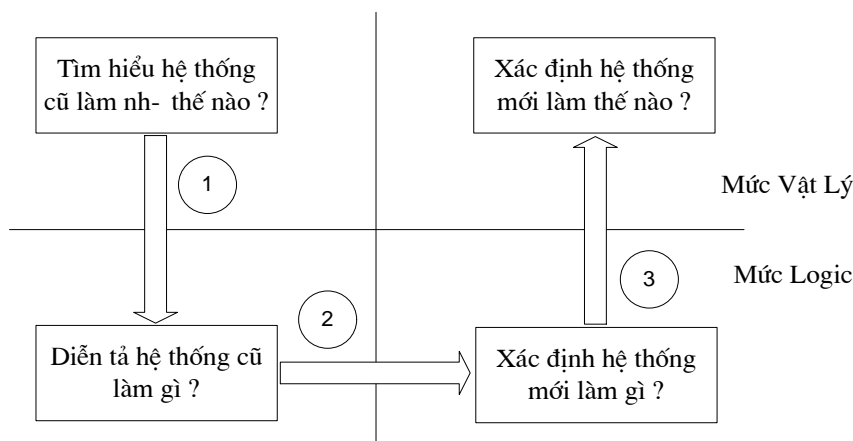 Tìm hiểu hệ thống
cũ làm nh- thế nào ?
Xác định hệ thống
mới làm thế nào ?
1
Mức Vật Lý
Mức Logic
2
3
Diễn tả hệ thống cũ
làm gì ?
Xác định hệ thống
mới làm gì ?